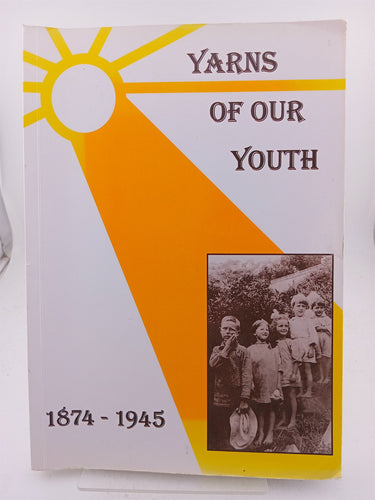 YARNS
OF OUR
YOUTH
1874 - 1945